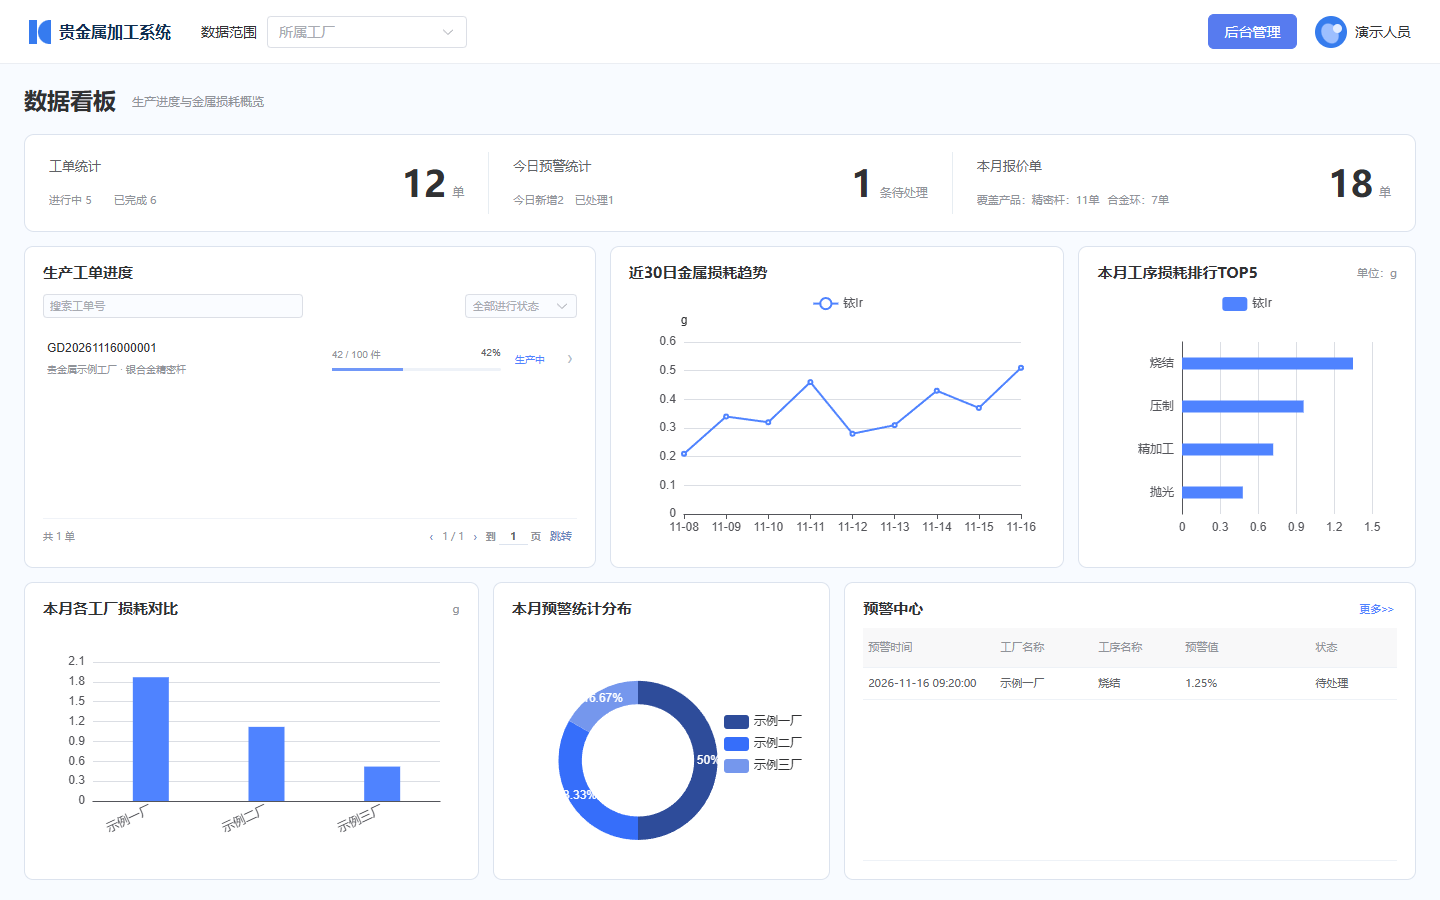 贵金属加工系统
数据范围
所属工厂
后台管理
演示人员
数据看板
生产进度与金属损耗概览
工单统计
进行中 5 已完成 6
12 单
今日预警统计
今日新增2 已处理1
1 条待处理
本月报价单
覆盖产品：精密杆：11单 合金环：7单
18 单
生产工单进度
搜索工单号
全部进行状态
GD20261116000001
贵金属示例工厂 · 银合金精密杆
42 / 100 件
42%
生产中
共 1 单
‹ 1 / 1 › 到 1 页 跳转
近30日金属损耗趋势
铱Ir
g
0.6
0.5
0.4
0.3
0.2
0.1
0
11-08 11-09 11-10 11-11 11-12 11-13 11-14 11-15 11-16
本月工序损耗排行TOP5
单位：g
铱Ir
烧结
压制
精加工
抛光
0 0.3 0.6 0.9 1.2 1.5
本月各工厂损耗对比
g
2.1
1.8
1.5
1.2
0.9
0.6
0.3
0
示例一厂 示例二厂 示例三厂
本月预警统计分布
6.67%
50%
3.33%
示例一厂
示例二厂
示例三厂
预警中心
更多>>
预警时间 工厂名称 工序名称 预警值 状态
2026-11-16 09:20:00 示例一厂 烧结 1.25% 待处理